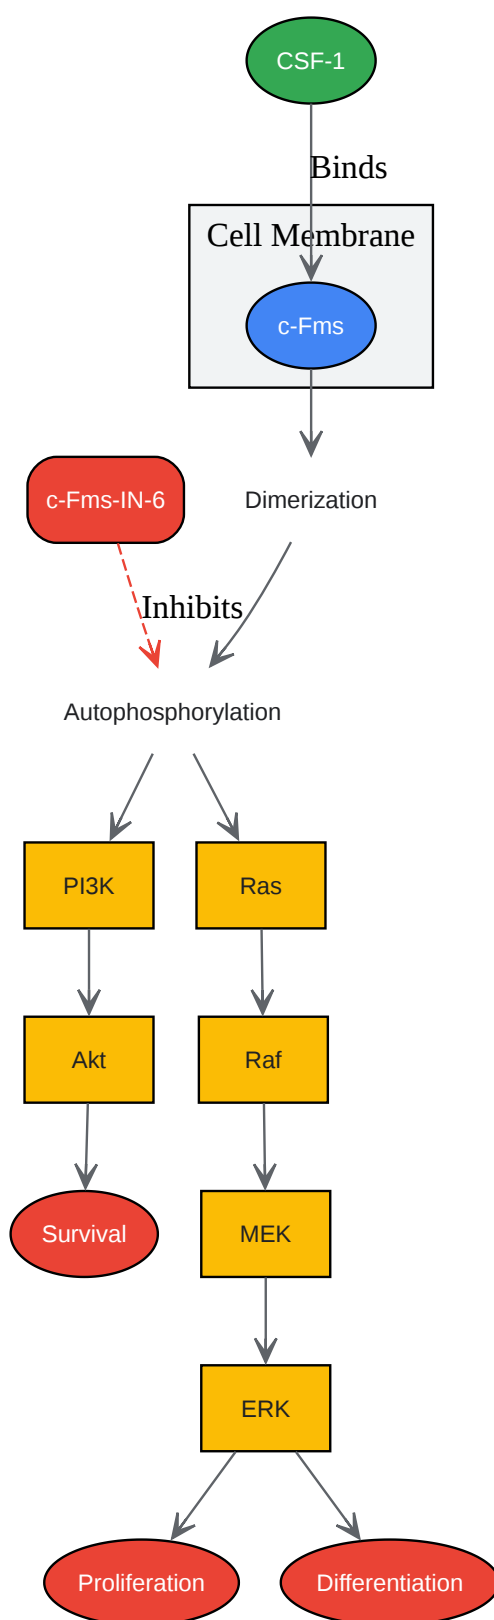 CSF-1
Binds
Cell Membrane
c-Fms
c-Fms-IN-6
Dimerization
Inhibits
Autophosphorylation
PI3K
Ras
Akt
Raf
Survival
MEK
ERK
Proliferation
Differentiation